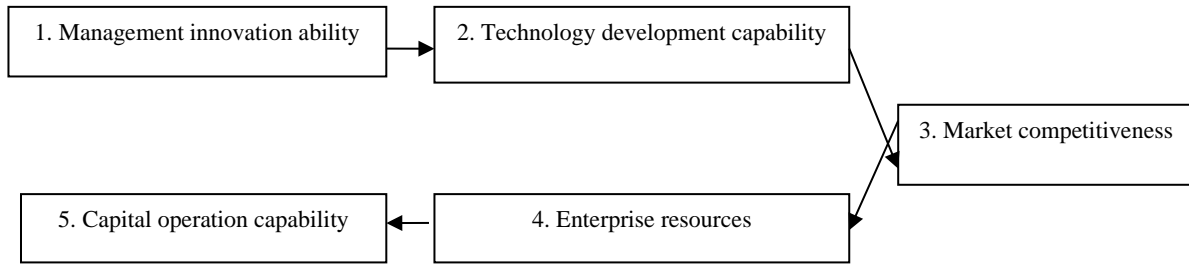 1. Management innovation ability
2. Technology development capability
3. Market competitiveness
4. Enterprise resources
5. Capital operation capability